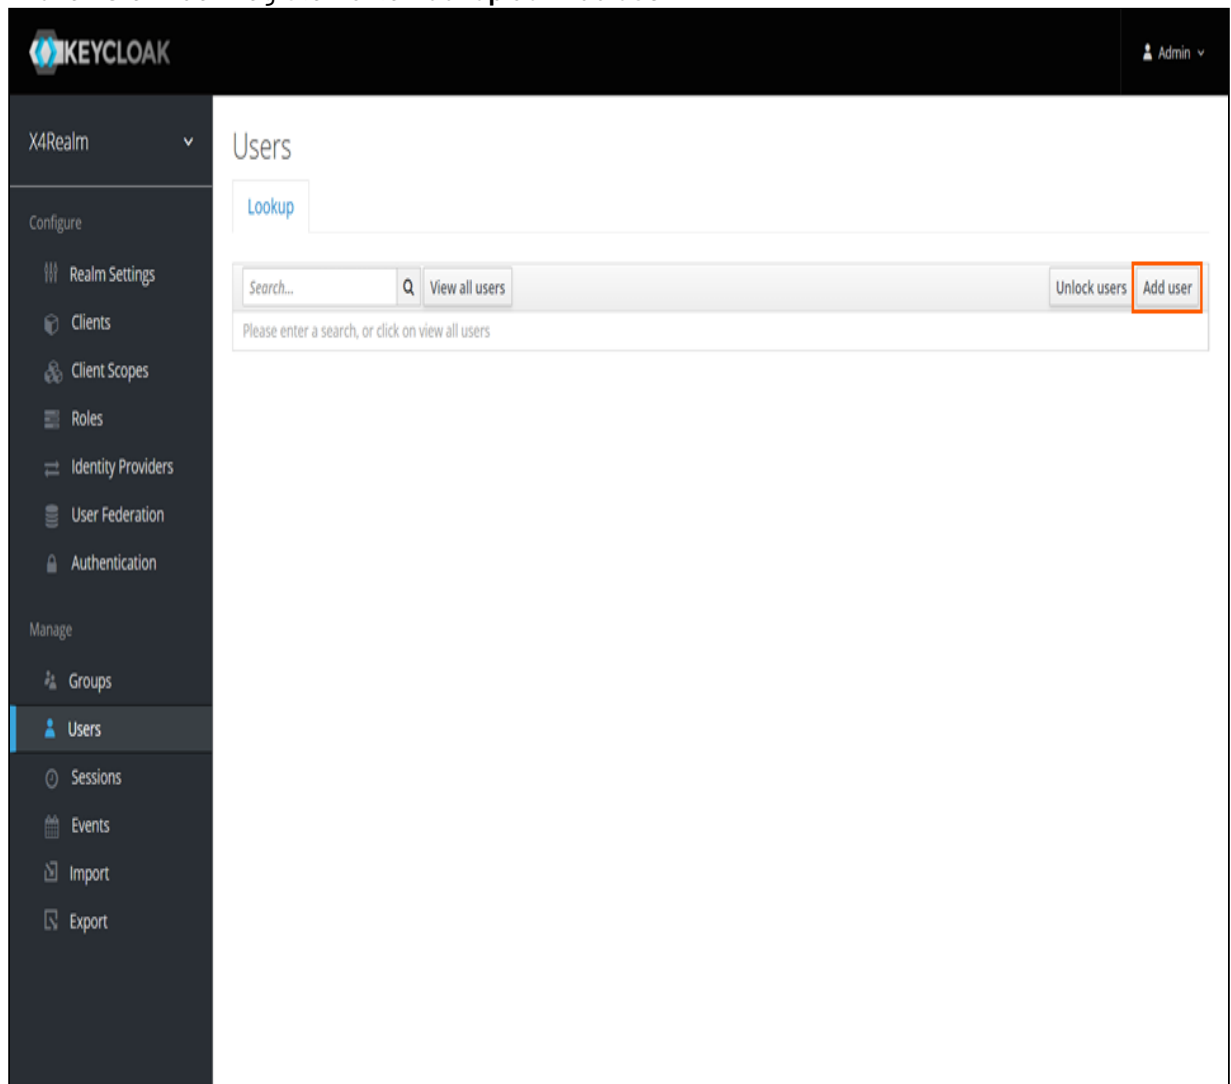 KEYCLOAK
Admin
X4Realm
Users
Lookup
Configure
Realm Settings
Search...
View all users
Unlock users
Add user
Please enter a search, or click on view all users
Clients
Client Scopes
Roles
Identity Providers
User Federation
Authentication
Manage
Groups
Users
Sessions
Events
Import
Export